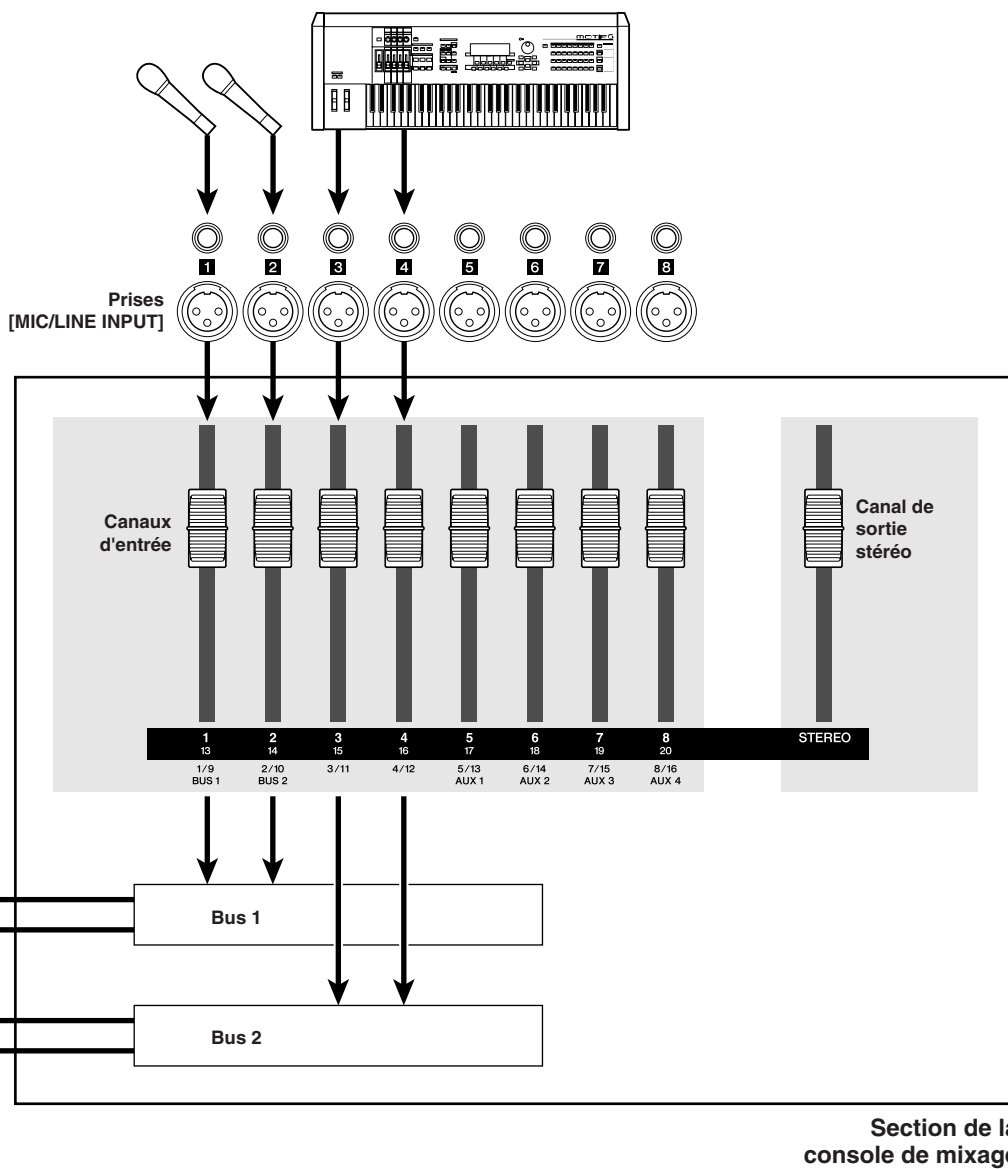 1 2 3 4 5 6 7 8
Prises
[MIC/LINE INPUT]
Canaux
d'entrée
Canal de
sortie
stéréo
1 2 3 4 5 6 7 8 STEREO
13 14 15 16 17 18 19 20
1/9 2/10 3/11 4/12 5/13 6/14 7/15 8/16
BUS 1 BUS 2 AUX 1 AUX 2 AUX 3 AUX 4
Bus 1
Bus 2
Section de la
console de mixage